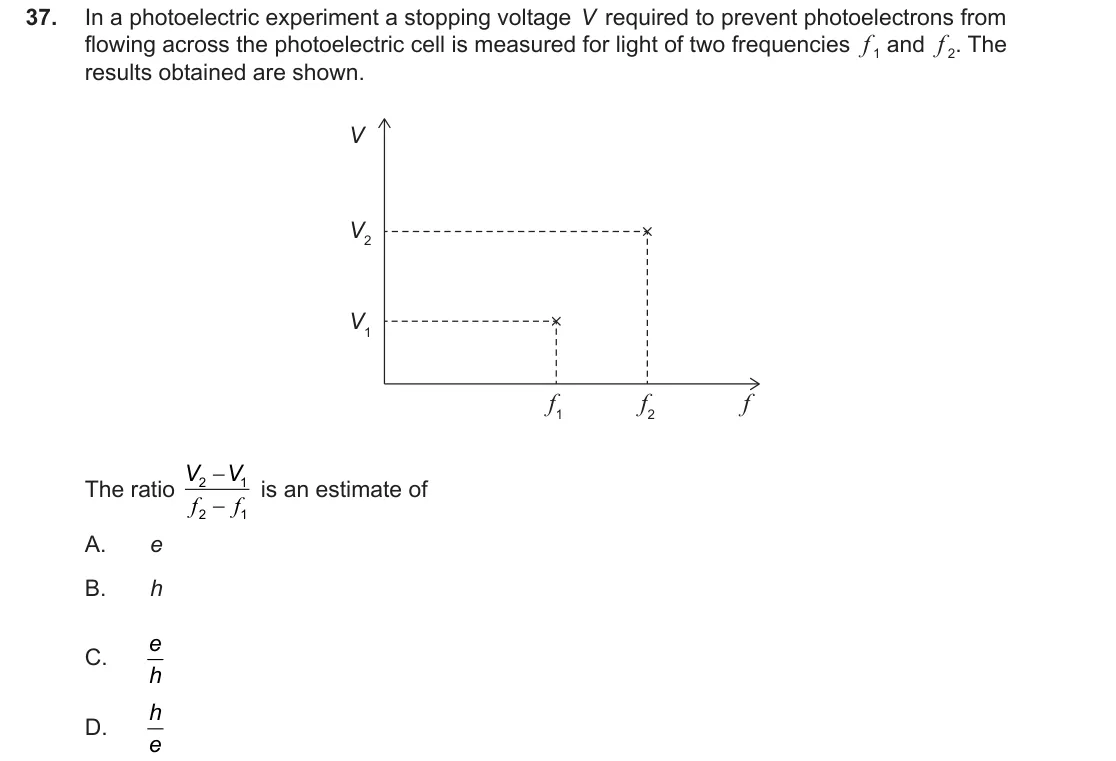 37. In a photoelectric experiment a stopping voltage V required to prevent photoelectrons from
flowing across the photoelectric cell is measured for light of two frequencies f₁ and f₂. The
results obtained are shown.
V
V₂
V₁
f₁ f₂ f
The ratio (V₂ – V₁)/(f₂ – f₁) is an estimate of
A. e
B. h
C. e/h
D. h/e